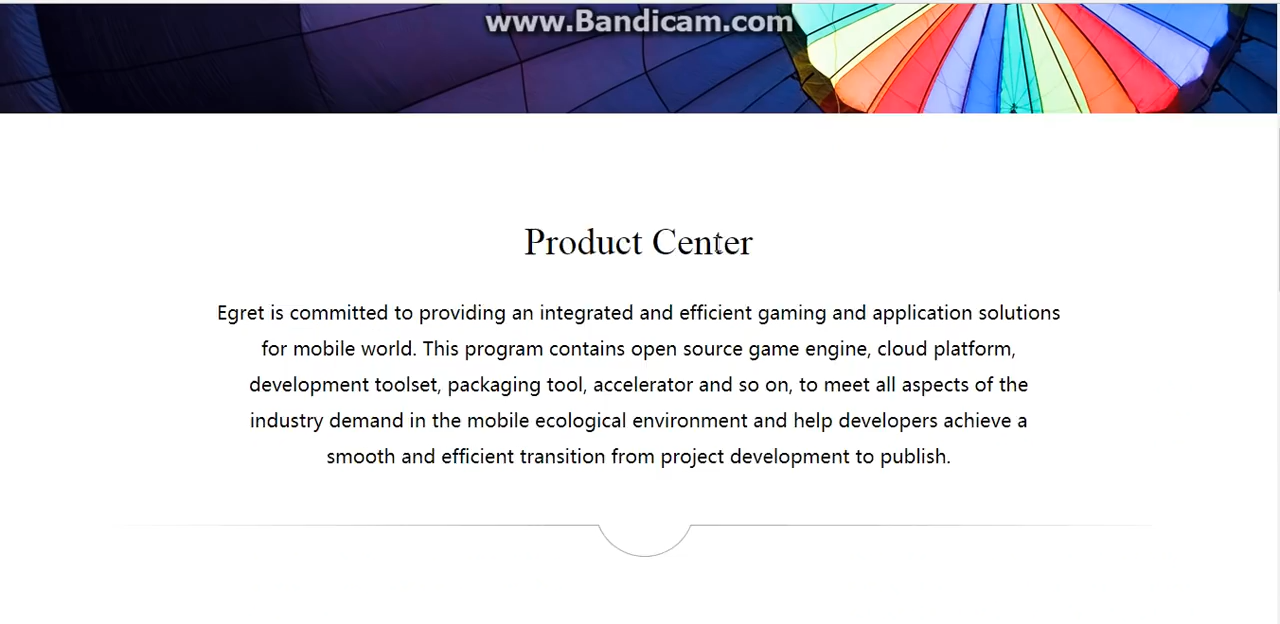 www.Bandicam.com
Product Center
Egret is committed to providing an integrated and efficient gaming and application solutions
for mobile world. This program contains open source game engine, cloud platform,
development toolset, packaging tool, accelerator and so on, to meet all aspects of the
industry demand in the mobile ecological environment and help developers achieve a
smooth and efficient transition from project development to publish.